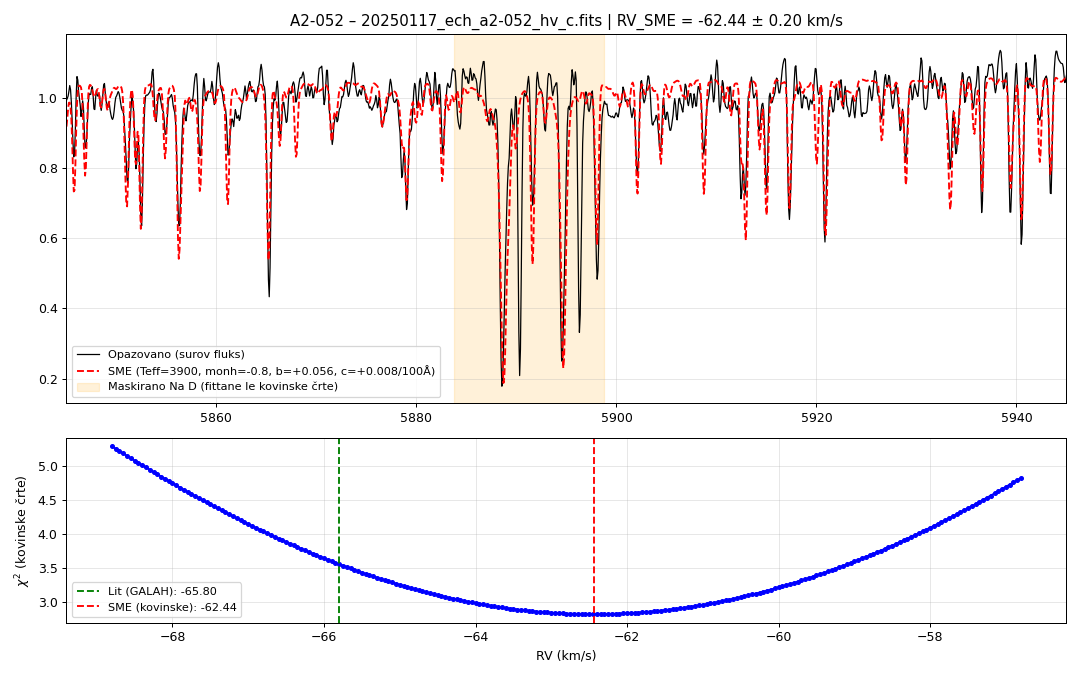 A2-052 – 20250117_ech_a2-052_hv_c.fits | RV_SME = -62.44 ± 0.20 km/s
1.0
0.8
0.6
0.4
0.2
Opazovano (surov fluks)
SME (Teff=3900, monh=-0.8, b=+0.056, c=+0.008/100Å)
Maskirano Na D (fittane le kovinske črte)
5860 5880 5900 5920 5940
χ² (kovinske črte)
5.0
4.5
4.0
3.5
3.0
Lit (GALAH): -65.80
SME (kovinske): -62.44
−68 −66 −64 −62 −60 −58
RV (km/s)